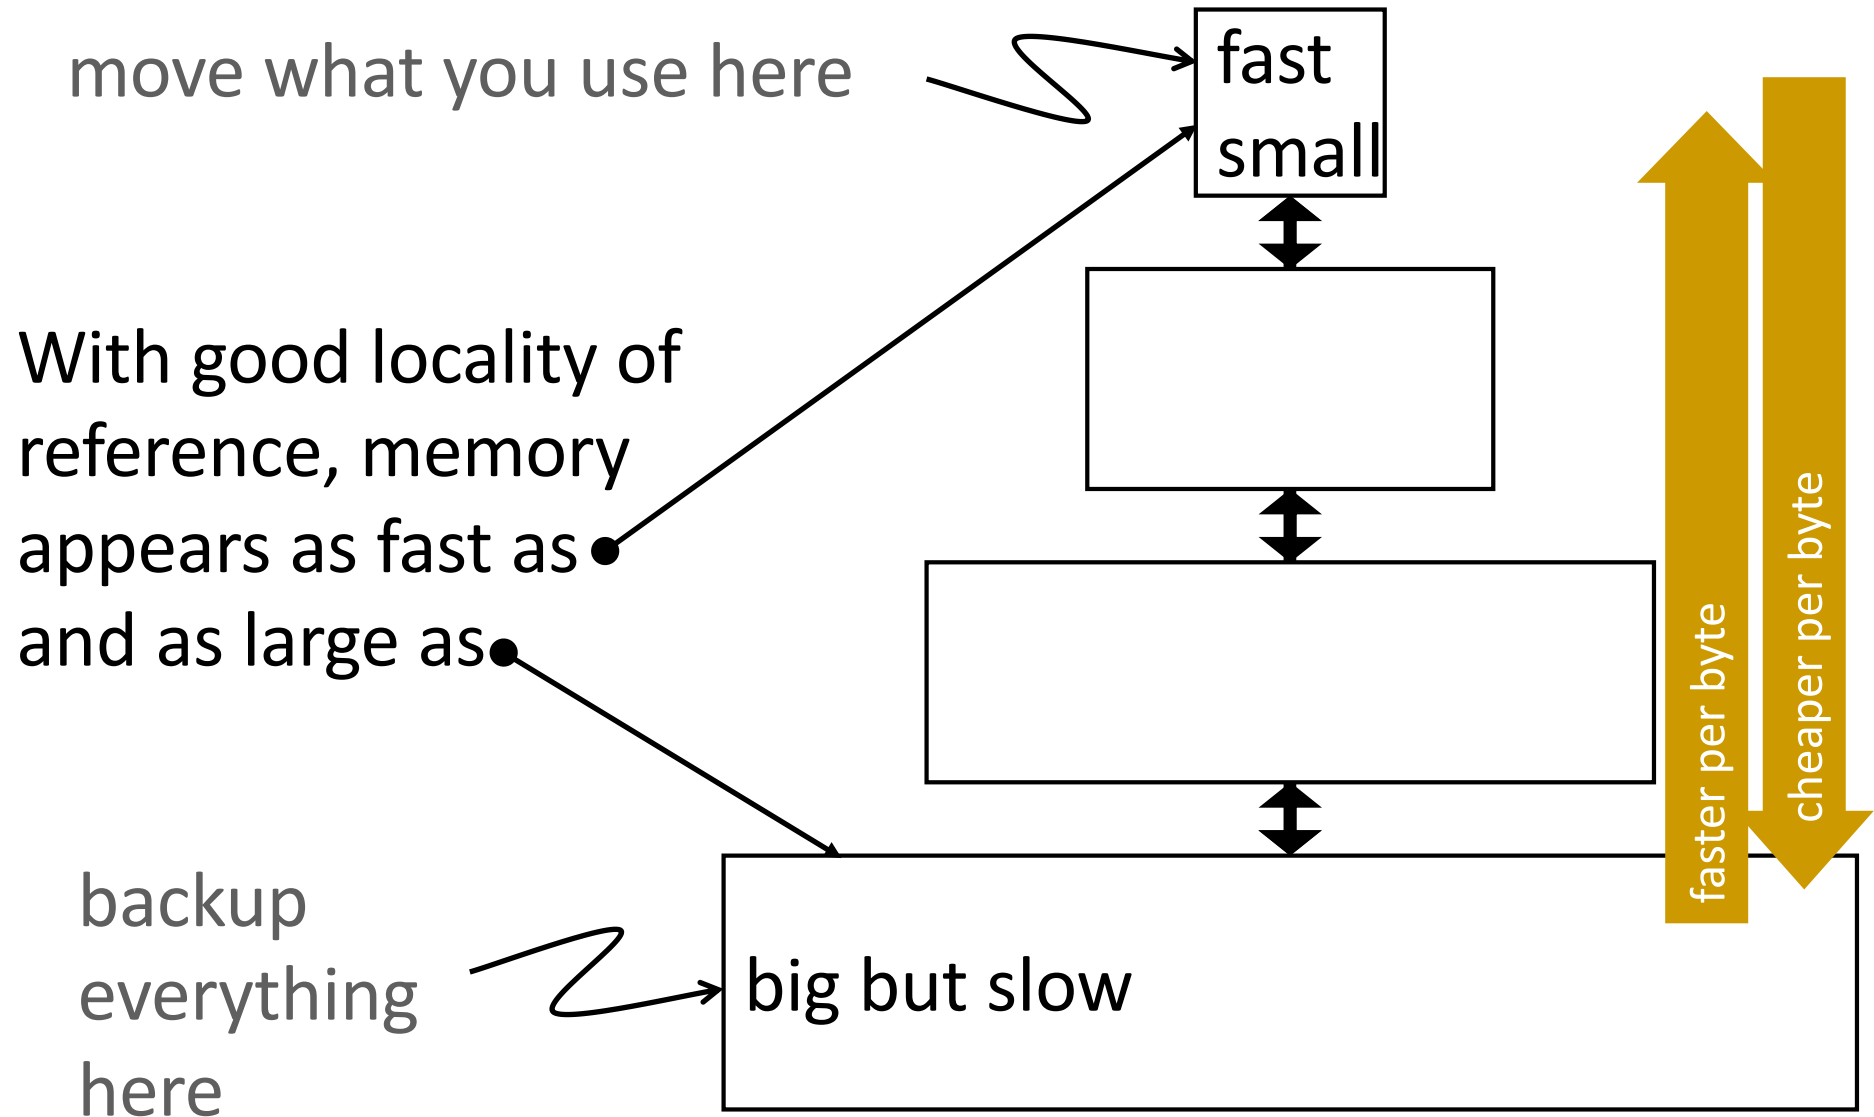 move what you use here
fast
small
With good locality of
reference, memory
appears as fast as
and as large as
faster per byte
cheaper per byte
backup
everything
here
big but slow